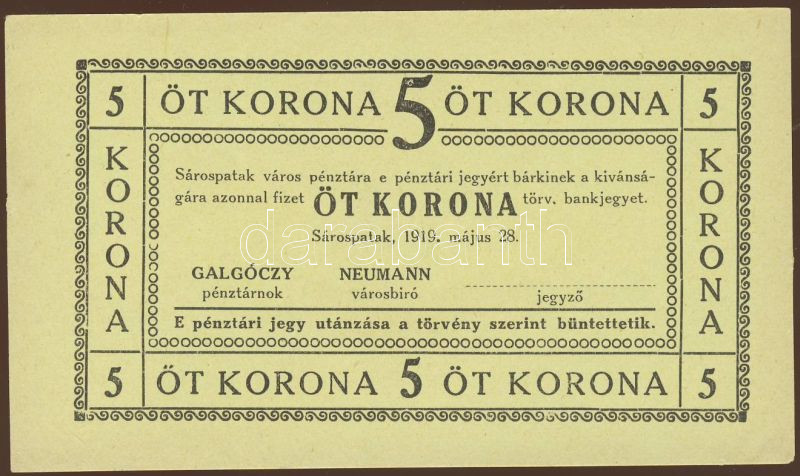 5 ÖT KORONA 5 ÖT KORONA 5
KORONA
Sárospatak város pénztára e pénztári jegyért bárkinek a kivánsá-
gára azonnal fizet ÖT KORONA törv. bankjegyet.
Sárospatak, 1919. május 28.
GALGÓCZY NEUMANN
pénztárnok városbiró jegyző
E pénztári jegy utánzása a törvény szerint büntettetik.
KORONA
5 ÖT KORONA 5 ÖT KORONA 5
darabanth